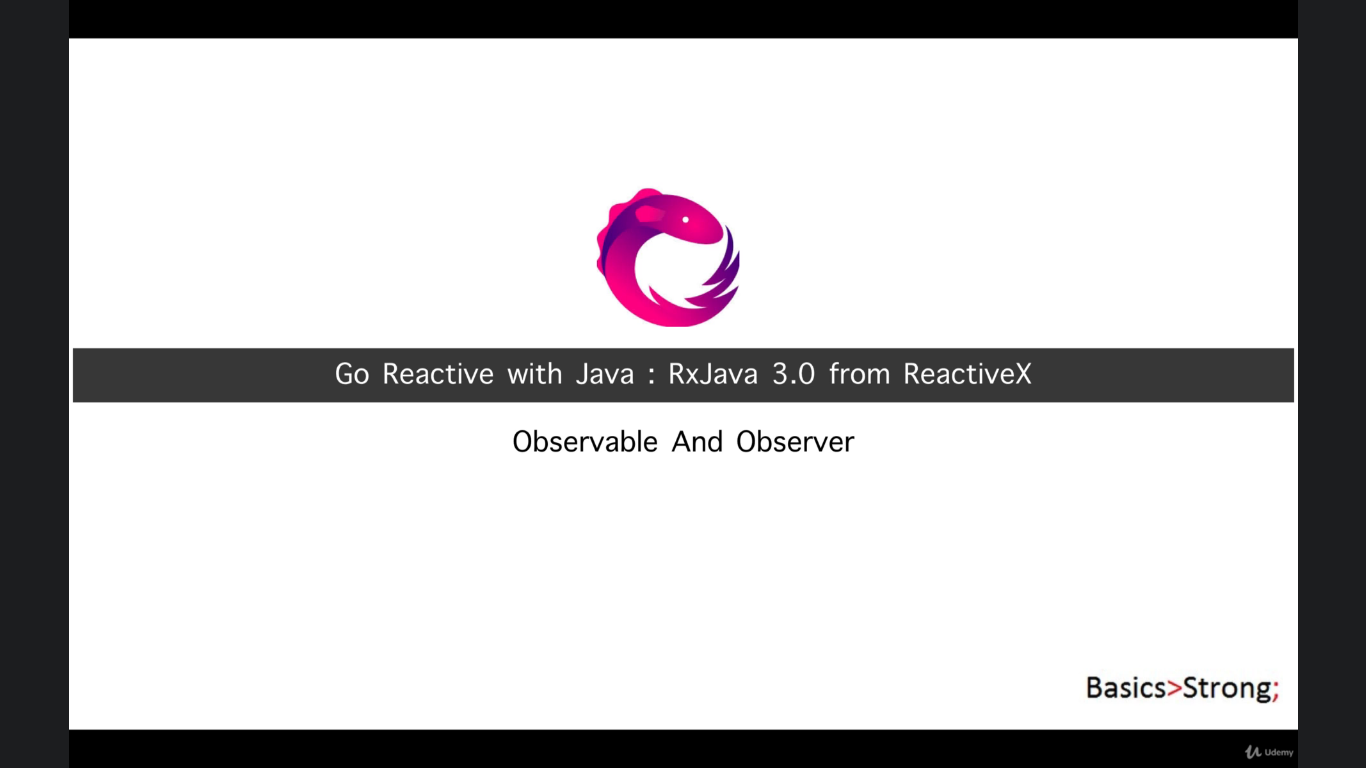 Go Reactive with Java : RxJava 3.0 from ReactiveX
Observable And Observer
Basics>Strong;
Udemy